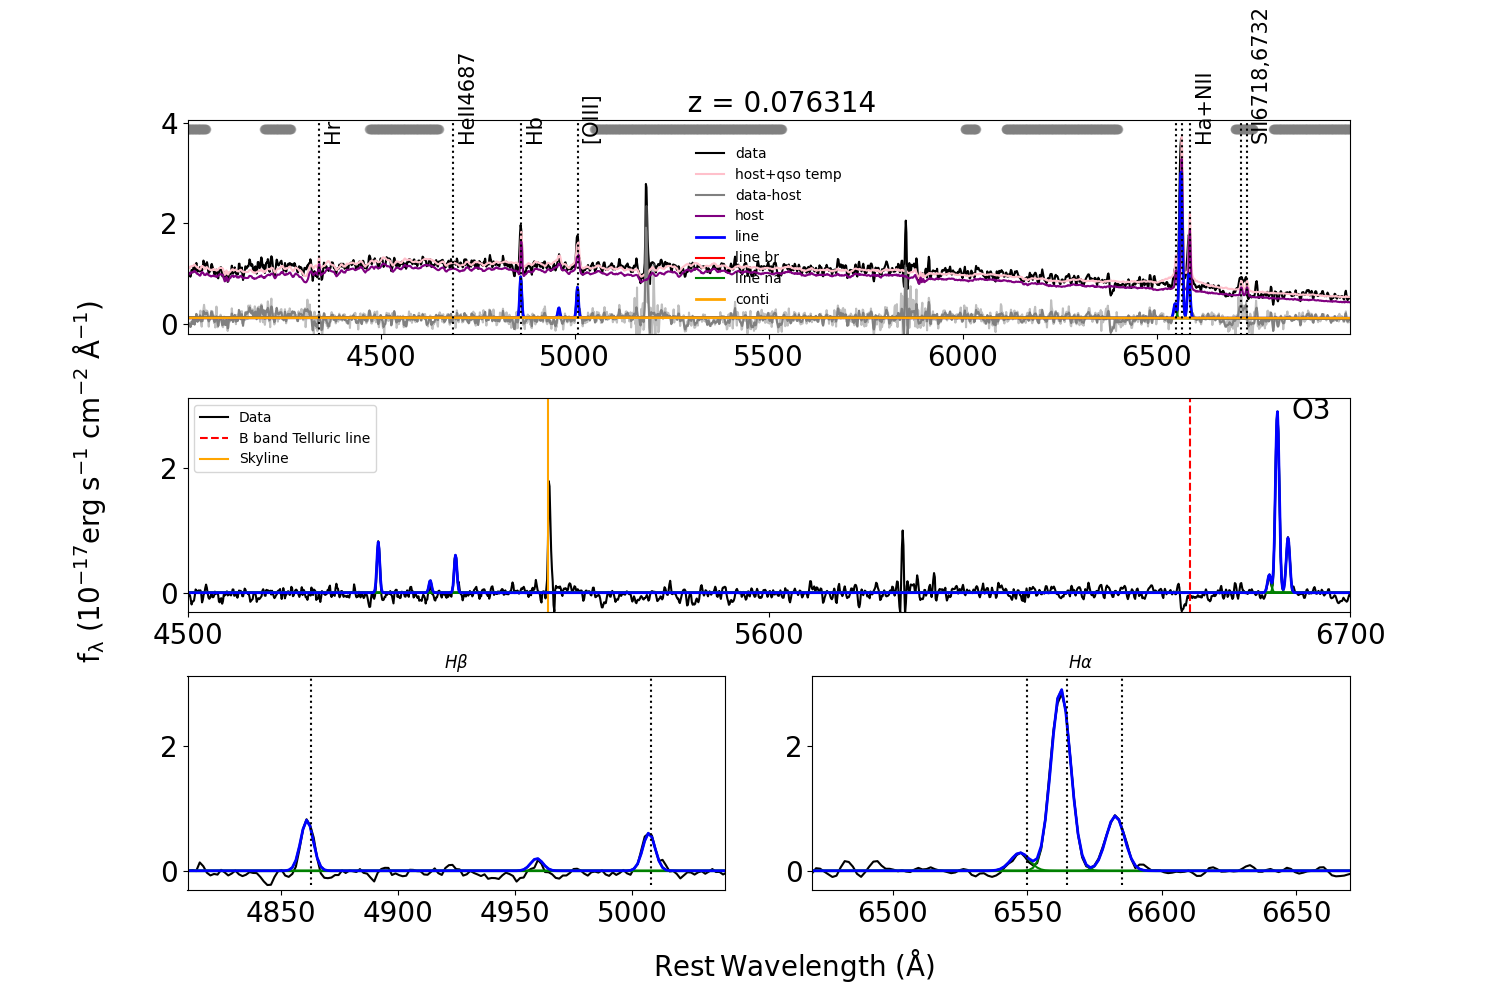 z = 0.076314
Hr
HeII4687
Hb
[OIII]
Ha+NII
SII6718,6732
4
2
0
data
host+qso temp
data-host
host
line
line br
line na
conti
4500 5000 5500 6000 6500
f_λ (10^−17 erg s^−1 cm^−2 Å^−1)
Data
B band Telluric line
Skyline
O3
2
0
4500 5600 6700
Hβ
2
0
4850 4900 4950 5000
Hα
2
0
6500 6550 6600 6650
Rest Wavelength (Å)